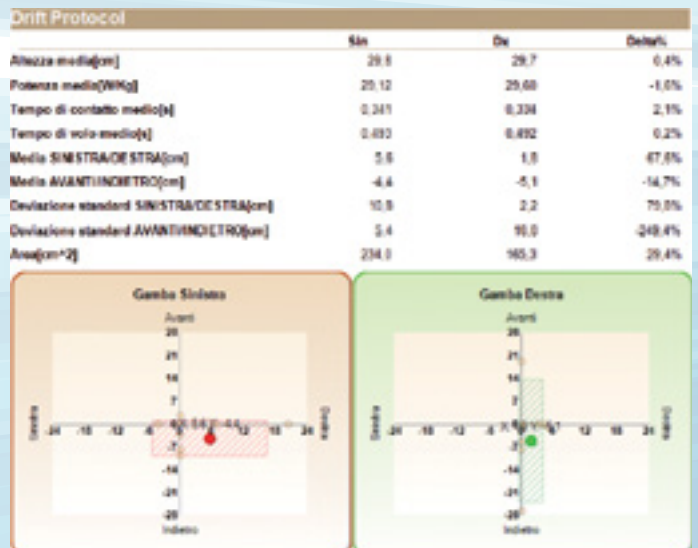 Drift Protocol
Sin Dx Delta%
Altezza media[cm] 29,7 0,4%
Potenza media[W/Kg] 29,12 29,60 -1,6%
Tempo di contatto medio[s] 0,341 0,334 2,1%
Tempo di volo medio[s] 0,493 0,492 0,2%
Media SINISTRA/DESTRA[cm] 5,6 1,8 67,6%
Media AVANTI/INDIETRO[cm] -4,4 -5,1 -14,7%
Deviazione standard SINISTRA/DESTRA[cm] 10,9 2,2 79,8%
Deviazione standard AVANTI/INDIETRO[cm] 5,4 -249,4%
Area[cm^2] 234,0 165,3 29,4%
Gamba Sinistra
Avanti
28
21
14
7
-24 -18 -12 -6 0 6 12 18 24
-7
-14
-21
-28
Sinistra
Destra
Indietro
Gamba Destra
Avanti
28
21
14
7
-24 -18 -12 -6 0 6 12 18 24
-7
-14
-21
-28
Sinistra
Destra
Indietro